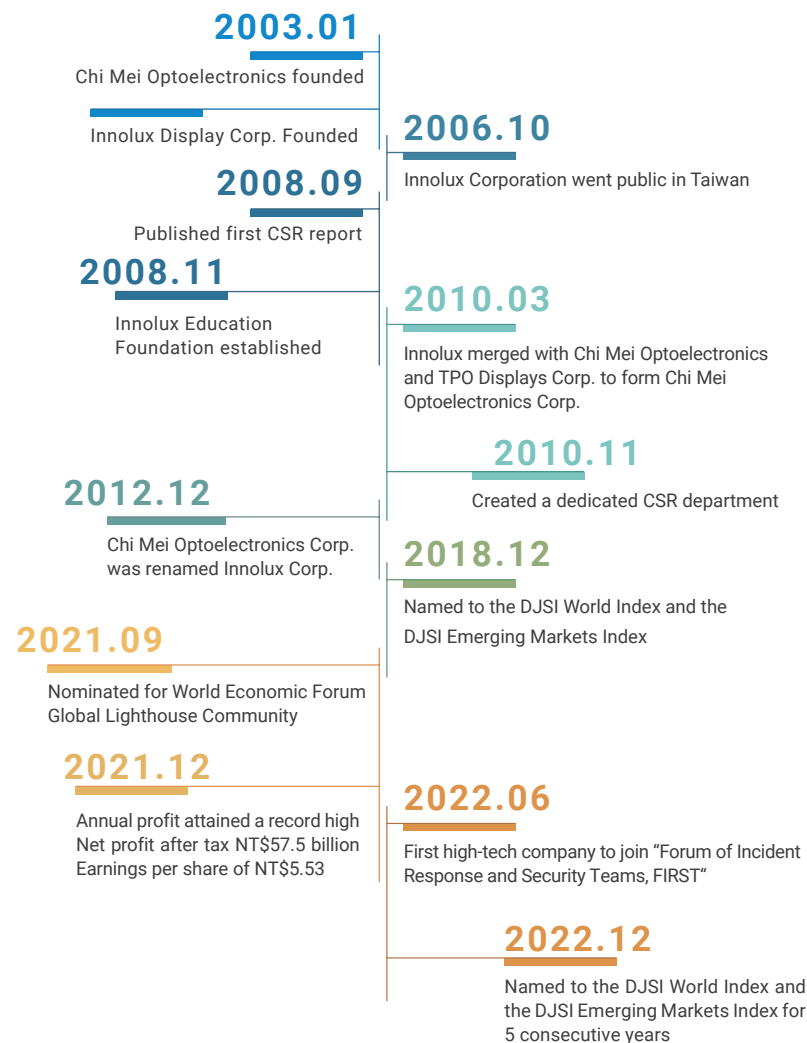 2003.01
Chi Mei Optoelectronics founded
Innolux Display Corp. Founded
2006.10
Innolux Corporation went public in Taiwan
2008.09
Published first CSR report
2008.11
Innolux Education
Foundation established
2010.03
Innolux merged with Chi Mei Optoelectronics
and TPO Displays Corp. to form Chi Mei
Optoelectronics Corp.
2010.11
Created a dedicated CSR department
2012.12
Chi Mei Optoelectronics Corp.
was renamed Innolux Corp.
2018.12
Named to the DJSI World Index and the
DJSI Emerging Markets Index
2021.09
Nominated for World Economic Forum
Global Lighthouse Community
2021.12
Annual profit attained a record high
Net profit after tax NT$57.5 billion
Earnings per share of NT$5.53
2022.06
First high-tech company to join “Forum of Incident
Response and Security Teams, FIRST“
2022.12
Named to the DJSI World Index and
the DJSI Emerging Markets Index for
5 consecutive years